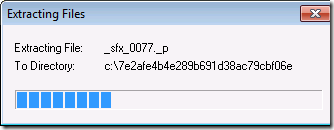 Extracting Files
Extracting File: _sfx_0077._p
To Directory: c:\7e2afe4b4e289b691d38ac79cbf06e